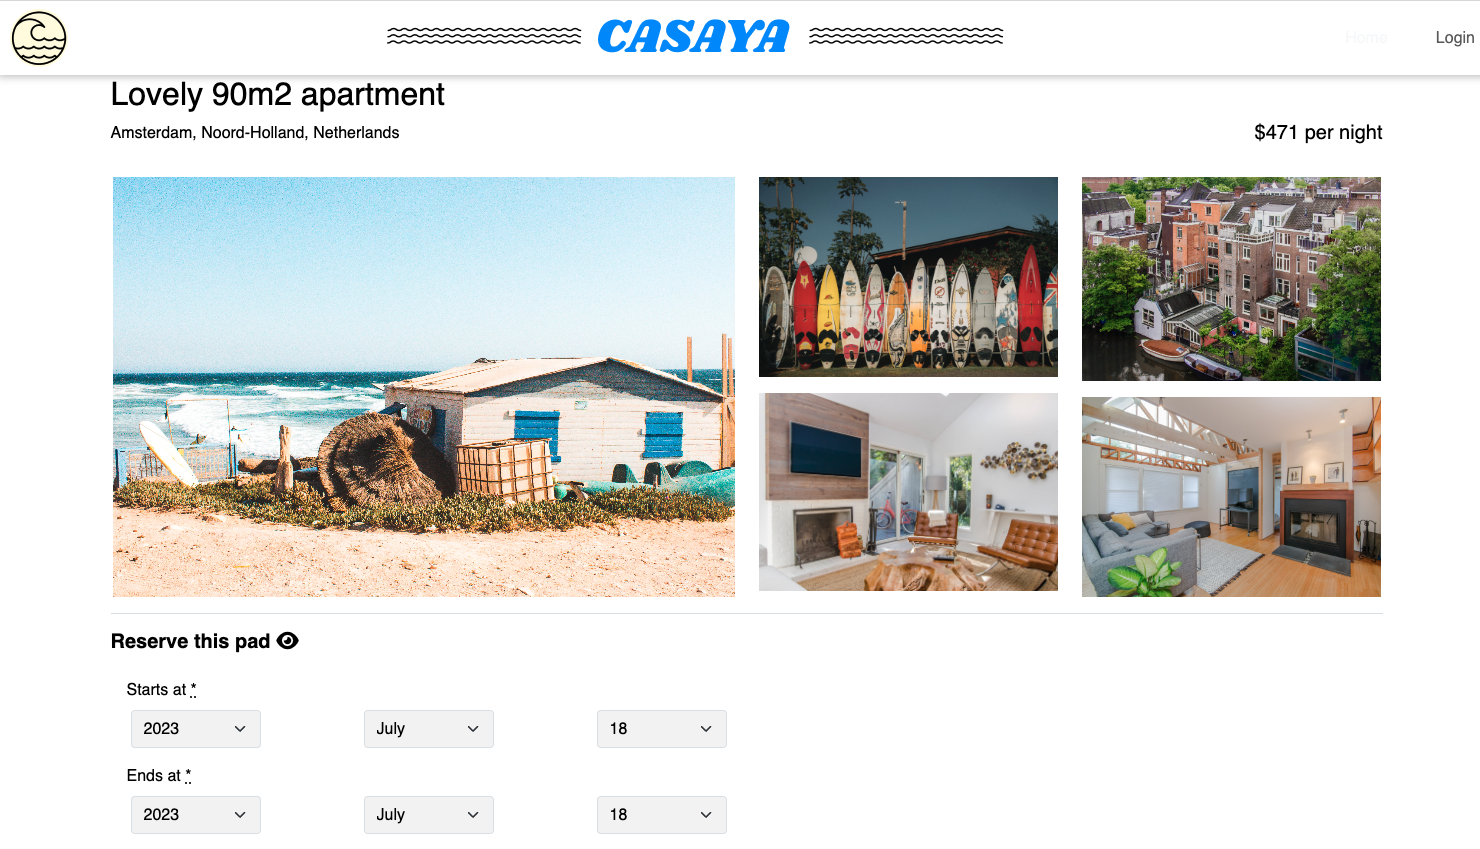 CASAYA
Home
Login
Lovely 90m2 apartment
Amsterdam, Noord-Holland, Netherlands
$471 per night
Reserve this pad
Starts at *
2023 July 18
Ends at *
2023 July 18